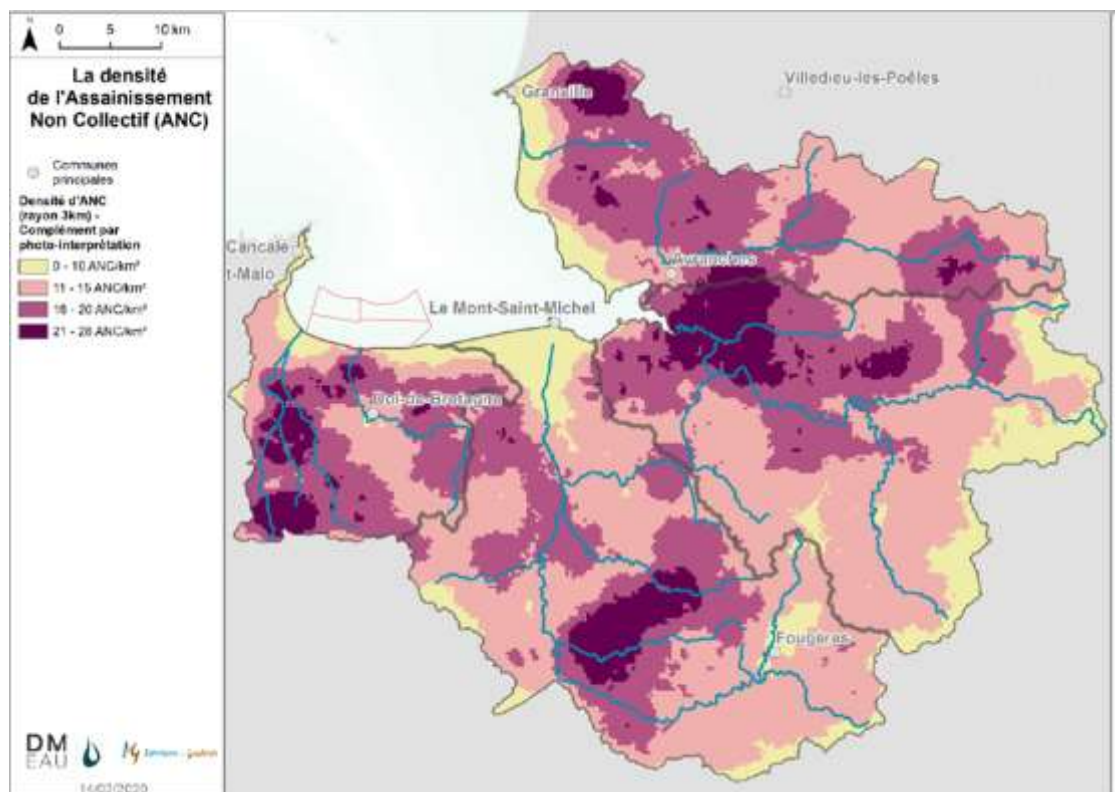 N
0 5 10 km
La densité
de l'Assainissement
Non Collectif (ANC)
Communes
principales
Densité d'ANC
(rayon 3km) -
Complément par
photo-interprétation
0 - 10 ANC/km²
11 - 15 ANC/km²
16 - 20 ANC/km²
21 - 28 ANC/km²
DM
EAU
Granville
Villedieu-les-Poêles
Cancale
t-Malo
Avranches
Le Mont-Saint-Michel
Dol-de-Bretagne
Fougères